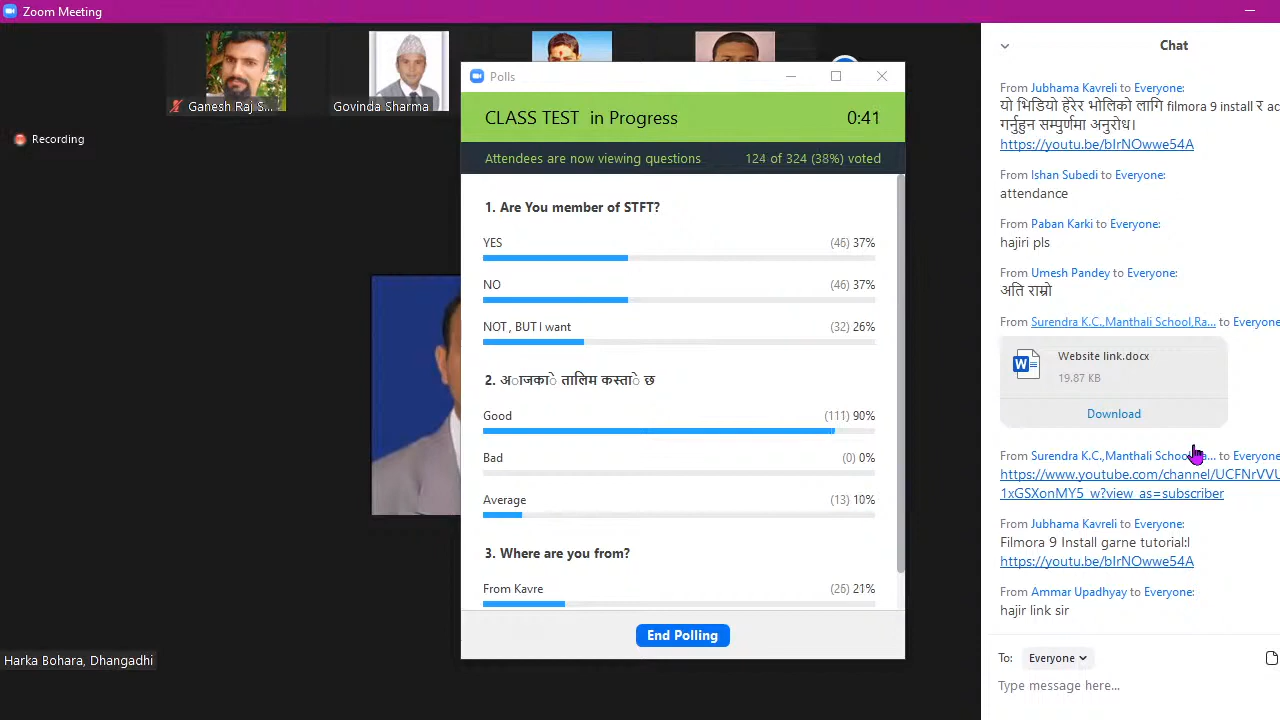 Zoom Meeting
Ganesh Raj S...
Govinda Sharma
Recording
Harka Bohara, Dhangadhi
Polls
CLASS TEST in Progress
0:41
Attendees are now viewing questions
124 of 324 (38%) voted
1. Are You member of STFT?
YES
(46) 37%
NO
(46) 37%
NOT , BUT I want
(32) 26%
2. अाजकाे तालिम कस्ताे छ
Good
(111) 90%
Bad
(0) 0%
Average
(13) 10%
3. Where are you from?
From Kavre
(26) 21%
End Polling
Chat
From Jubhama Kavreli to Everyone:
यो भिडियो हेरेर भोलिको लागि filmora 9 install र ac
गर्नुहुन सम्पुर्णमा अनुरोध।
https://youtu.be/bIrNOwwe54A
From Ishan Subedi to Everyone:
attendance
From Paban Karki to Everyone:
hajiri pls
From Umesh Pandey to Everyone:
अति राम्रो
From Surendra K.C.,Manthali School,Ra... to Everyone
Website link.docx
19.87 KB
Download
From Surendra K.C.,Manthali School,Ra... to Everyone
https://www.youtube.com/channel/UCFNrVVU
1xGSXonMY5_w?view_as=subscriber
From Jubhama Kavreli to Everyone:
Filmora 9 Install garne tutorial:l
https://youtu.be/bIrNOwwe54A
From Ammar Upadhyay to Everyone:
hajir link sir
To: Everyone
Type message here...